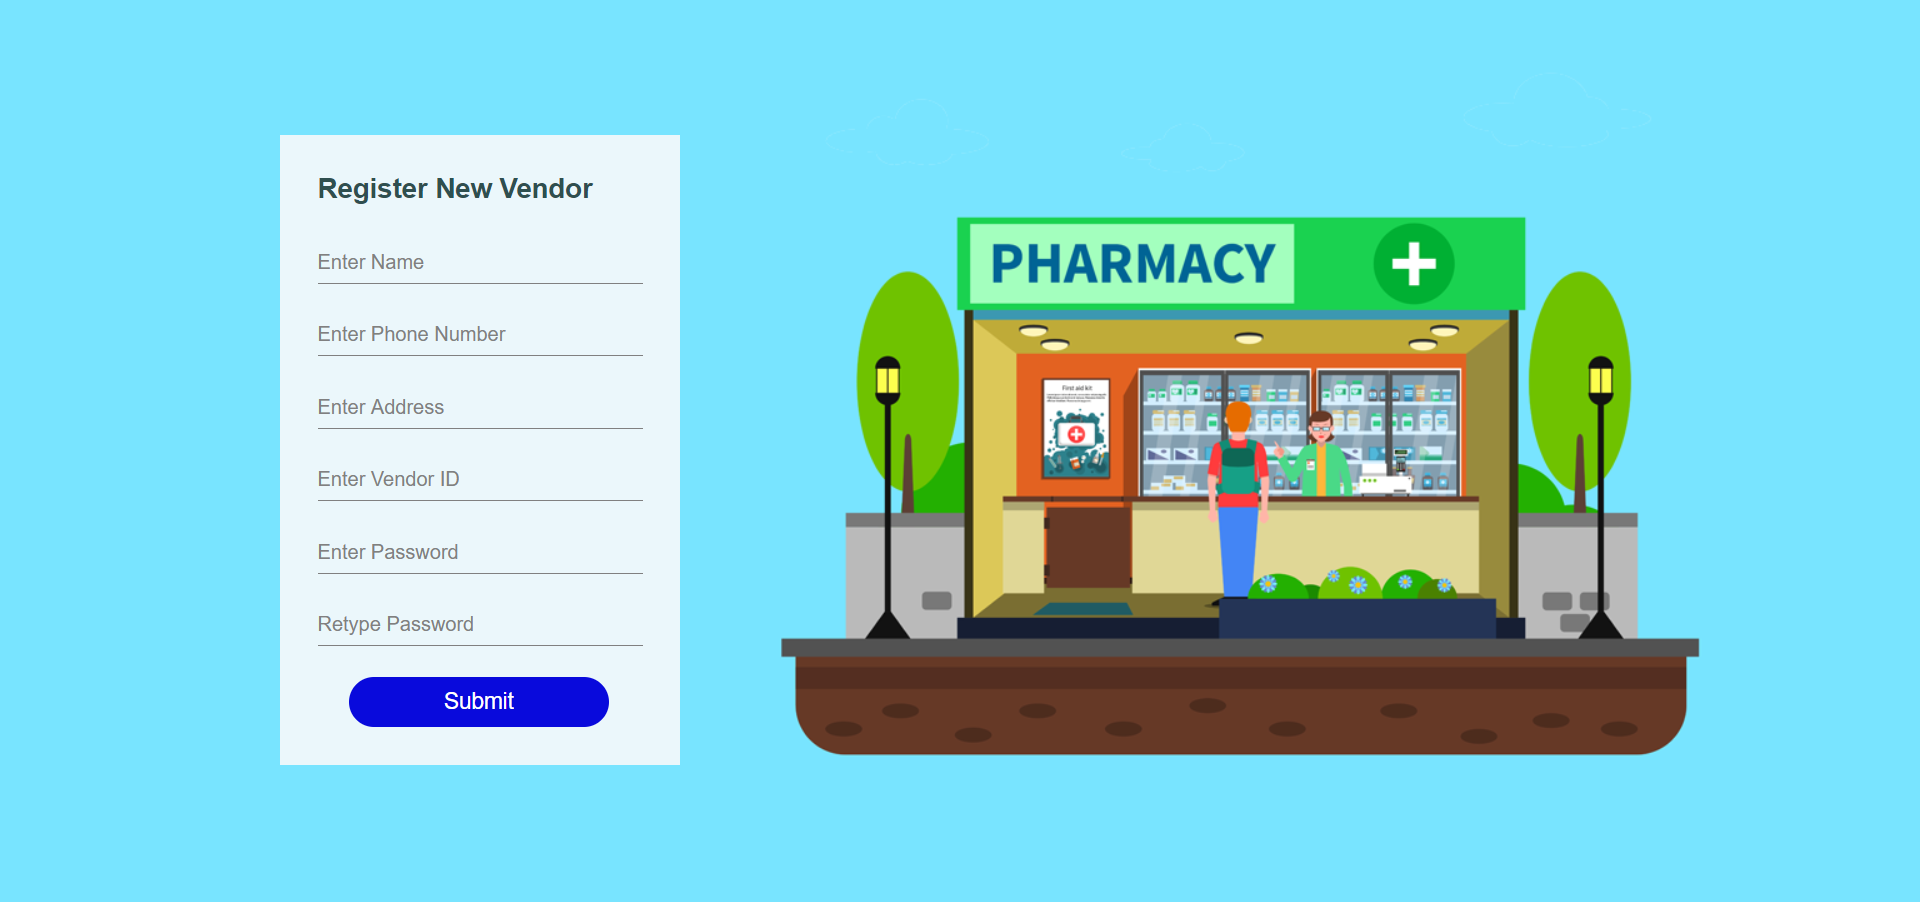 Register New Vendor
Enter Name
Enter Phone Number
Enter Address
Enter Vendor ID
Enter Password
Retype Password
Submit
PHARMACY
First aid kit